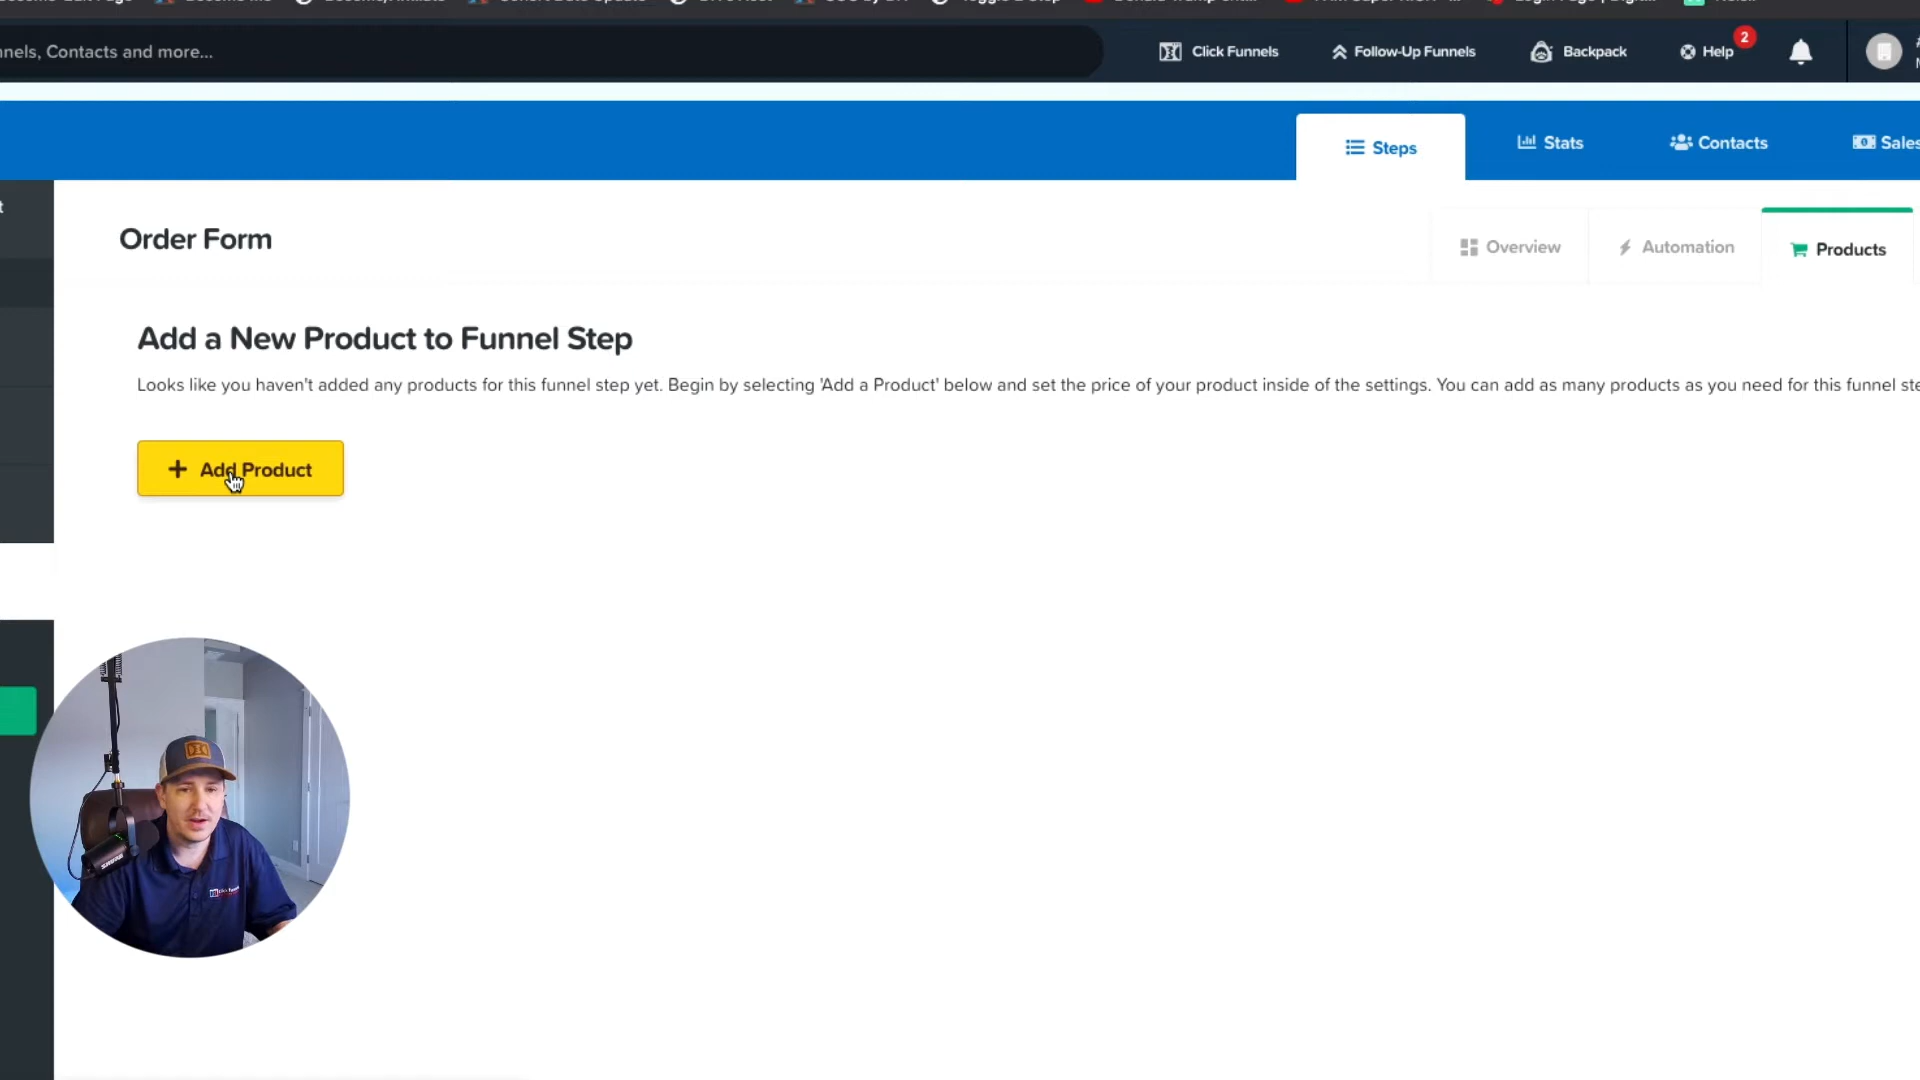 nnels, Contacts and more...
Click Funnels
Follow-Up Funnels
Backpack
Help
2
Steps
Stats
Contacts
Sales
Order Form
Overview
Automation
Products
Add a New Product to Funnel Step
Looks like you haven't added any products for this funnel step yet. Begin by selecting 'Add a Product' below and set the price of your product inside of the settings. You can add as many products as you need for this funnel ste
+ Add Product
SHURE